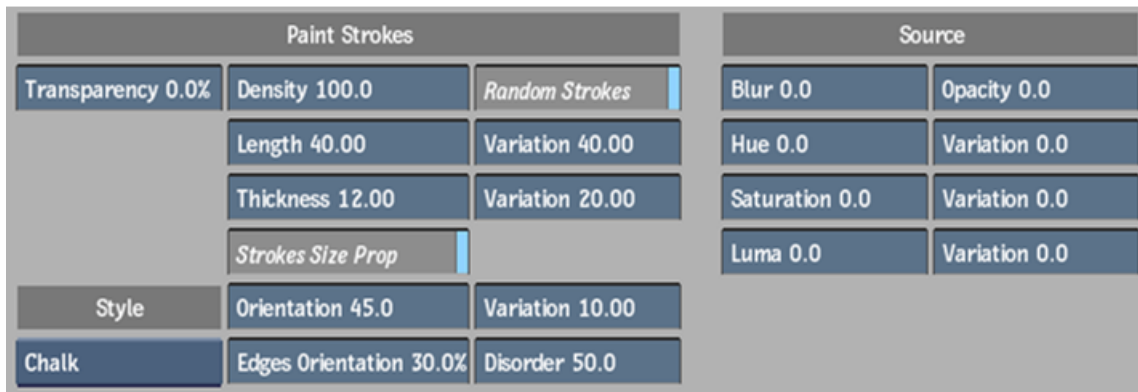 Paint Strokes
Source
Transparency 0.0%
Density 100.0
Random Strokes
Blur 0.0
Opacity 0.0
Length 40.00
Variation 40.00
Hue 0.0
Variation 0.0
Thickness 12.00
Variation 20.00
Saturation 0.0
Variation 0.0
Strokes Size Prop
Luma 0.0
Variation 0.0
Style
Orientation 45.0
Variation 10.00
Chalk
Edges Orientation 30.0%
Disorder 50.0